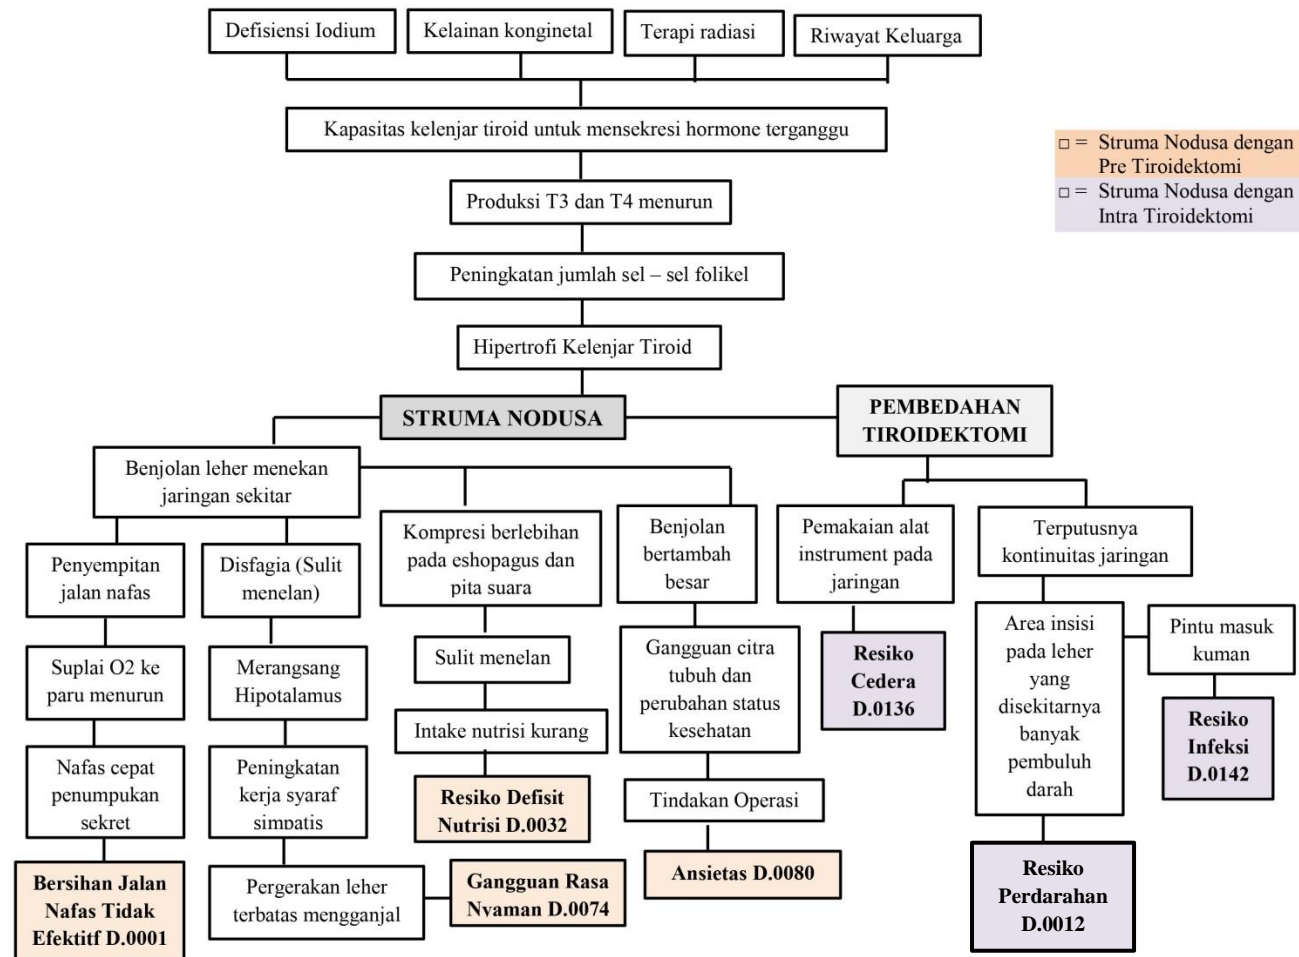 Defisiensi Iodium
Kelainan konginetal
Terapi radiasi
Riwayat Keluarga
Kapasitas kelenjar tiroid untuk mensekresi hormone terganggu
□ = Struma Nodusa dengan
Pre Tiroidektomi
□ = Struma Nodusa dengan
Intra Tiroidektomi
Produksi T3 dan T4 menurun
Peningkatan jumlah sel – sel folikel
Hipertrofi Kelenjar Tiroid
STRUMA NODUSA
PEMBEDAHAN
TIROIDEKTOMI
Benjolan leher menekan
jaringan sekitar
Penyempitan
jalan nafas
Suplai O2 ke
paru menurun
Nafas cepat
penumpukan
sekret
Bersihan Jalan
Nafas Tidak
Efektitf D.0001
Disfagia (Sulit
menelan)
Merangsang
Hipotalamus
Peningkatan
kerja syaraf
simpatis
Pergerakan leher
terbatas mengganjal
Gangguan Rasa
Nyaman D.0074
Kompresi berlebihan
pada eshopagus dan
pita suara
Sulit menelan
Intake nutrisi kurang
Resiko Defisit
Nutrisi D.0032
Benjolan
bertambah
besar
Gangguan citra
tubuh dan
perubahan status
kesehatan
Tindakan Operasi
Ansietas D.0080
Pemakaian alat
instrument pada
jaringan
Resiko
Cedera
D.0136
Terputusnya
kontinuitas jaringan
Area insisi
pada leher
yang
disekitarnya
banyak
pembuluh
darah
Resiko
Perdarahan
D.0012
Pintu masuk
kuman
Resiko
Infeksi
D.0142